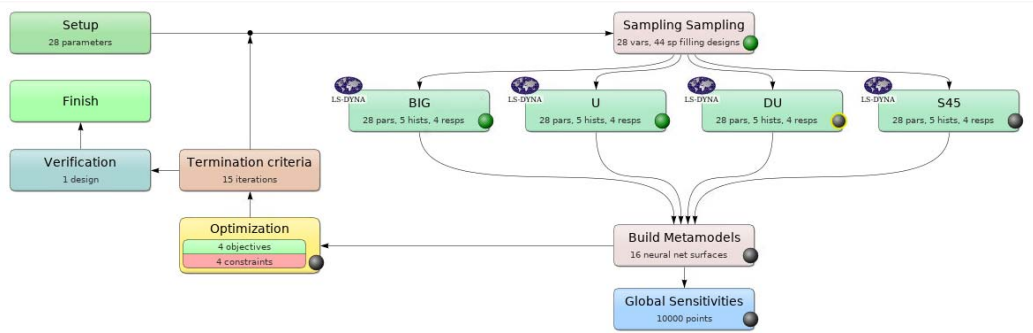 Setup
28 parameters
Sampling Sampling
28 vars, 44 sp filling designs
LS-DYNA
BIG
28 pars, 5 hists, 4 resps
LS-DYNA
U
28 pars, 5 hists, 4 resps
LS-DYNA
DU
28 pars, 5 hists, 4 resps
LS-DYNA
S45
28 pars, 5 hists, 4 resps
Finish
Verification
1 design
Termination criteria
15 iterations
Optimization
4 objectives
4 constraints
Build Metamodels
16 neural net surfaces
Global Sensitivities
10000 points